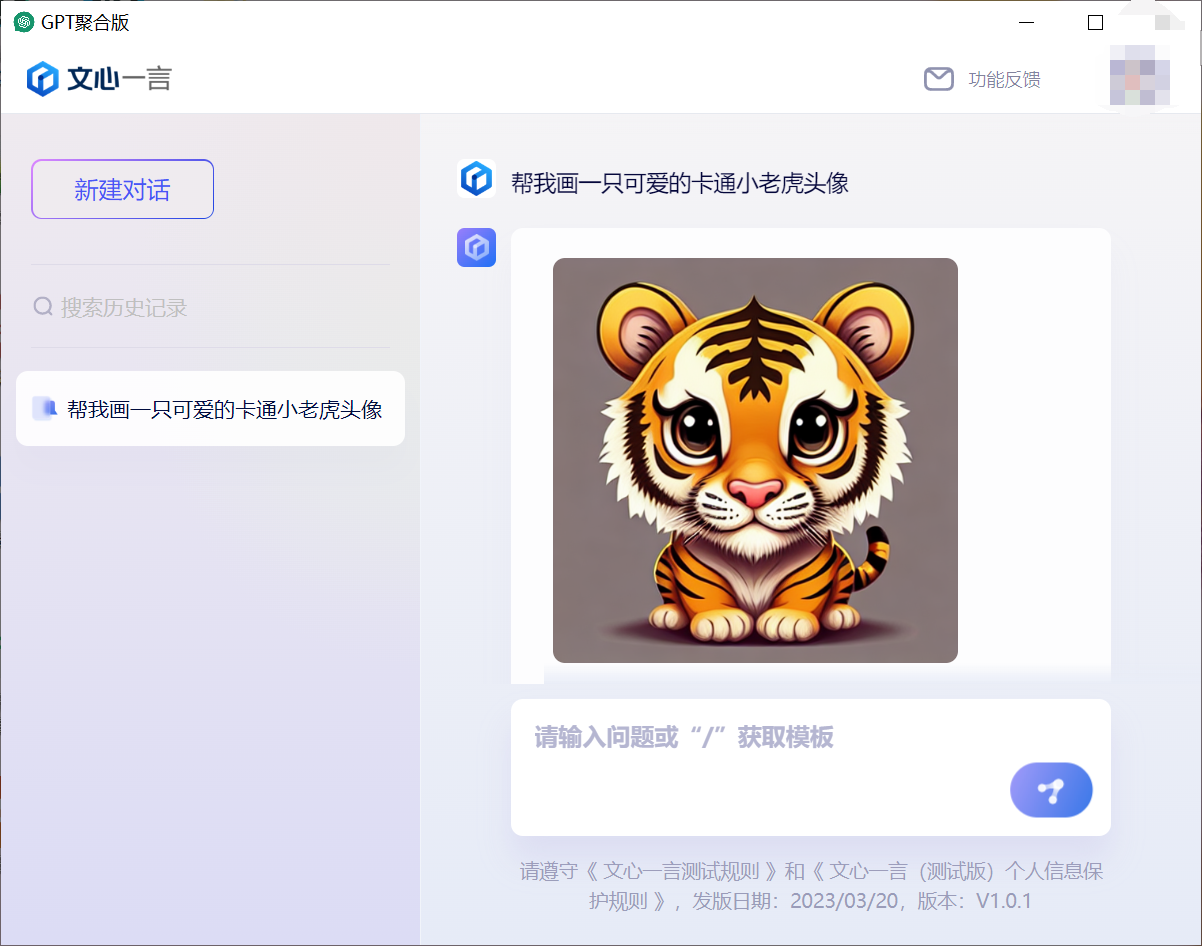 GPT聚合版
文心一言
功能反馈
新建对话
搜索历史记录
帮我画一只可爱的卡通小老虎头像
帮我画一只可爱的卡通小老虎头像
请输入问题或“/”获取模板
请遵守《 文心一言测试规则 》和《 文心一言（测试版）个人信息保
护规则 》，发版日期：2023/03/20，版本：V1.0.1